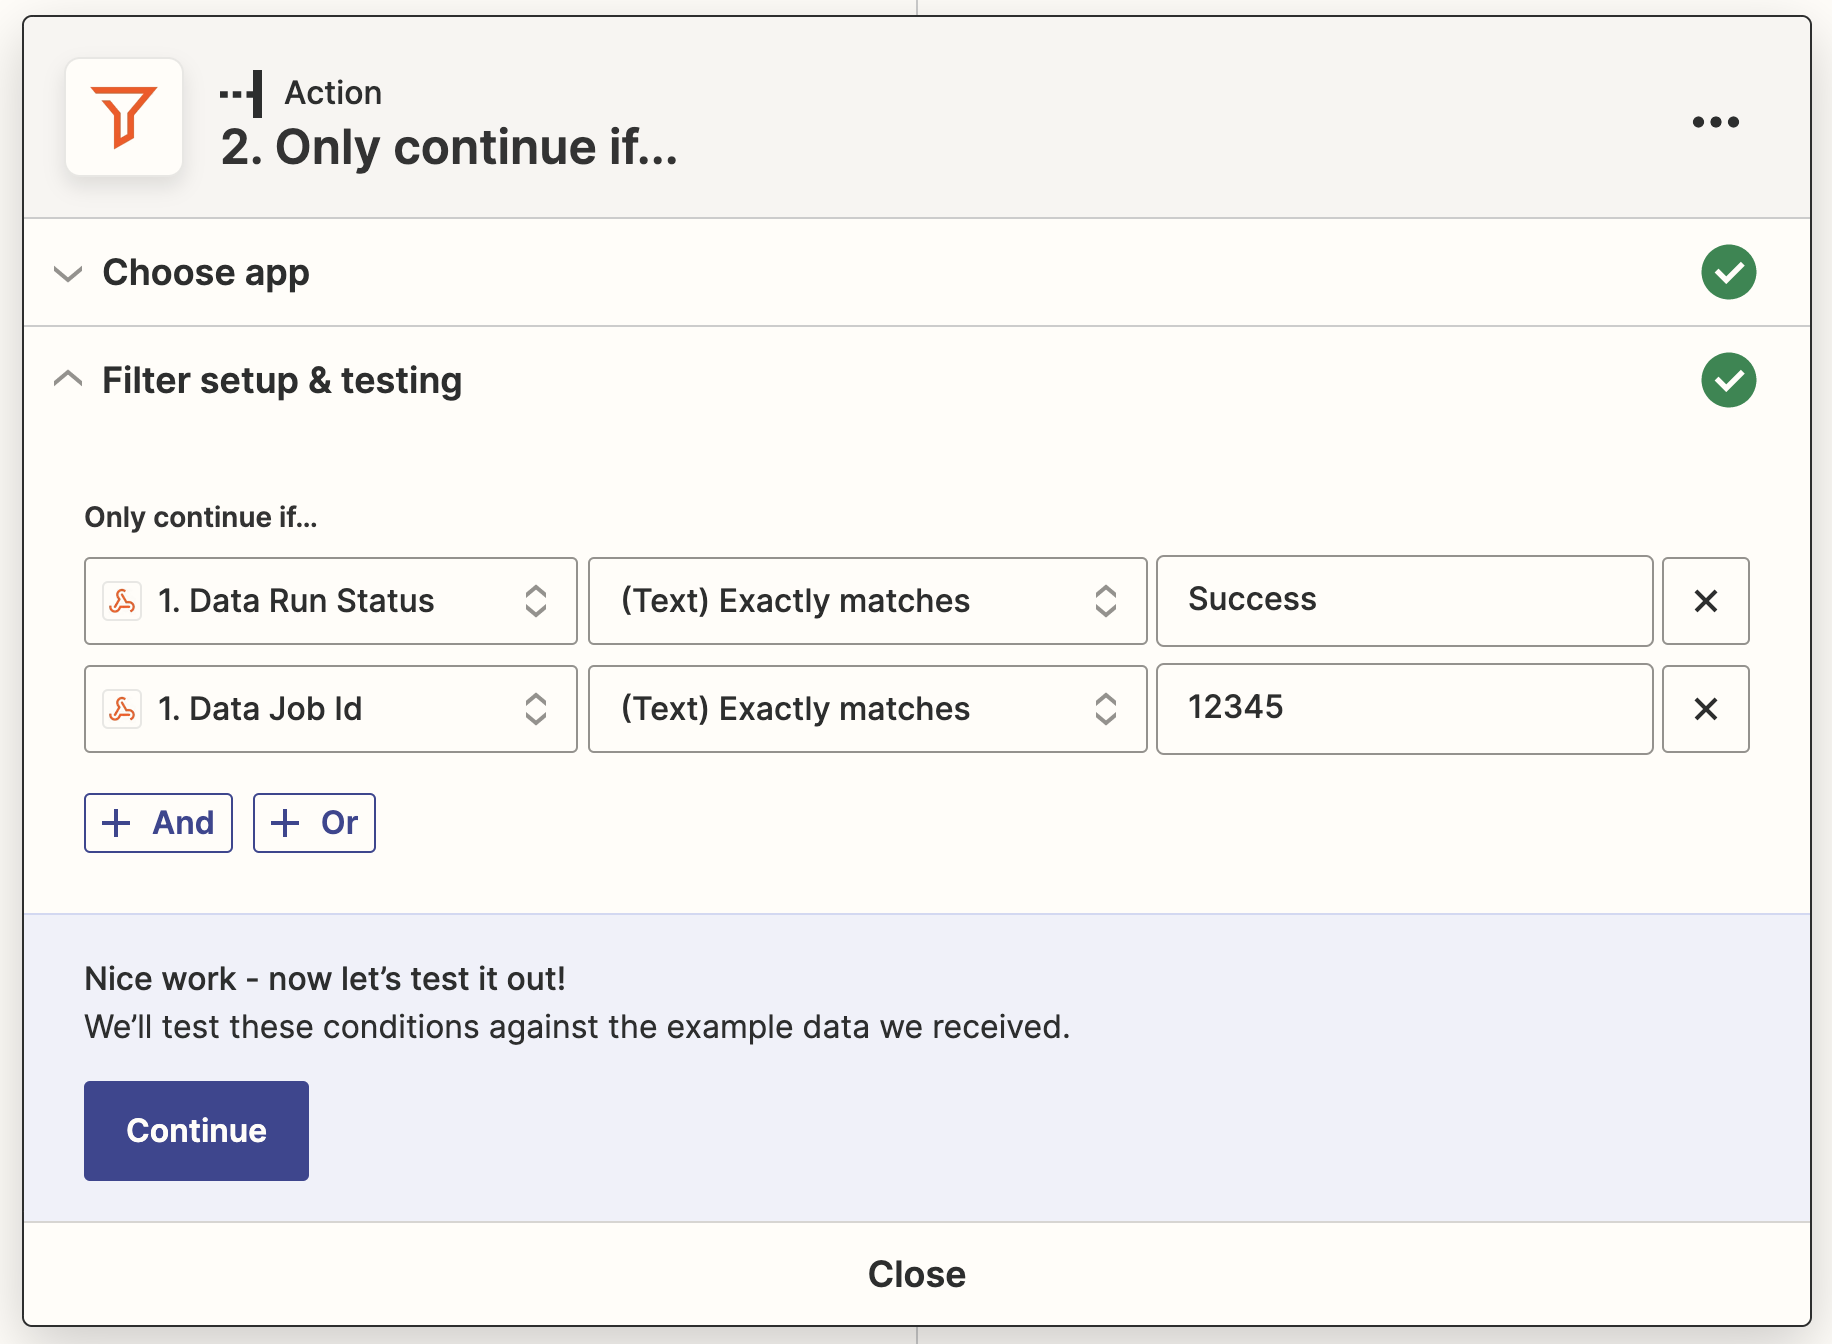 Action
2. Only continue if...
Choose app
Filter setup & testing
Only continue if...
1. Data Run Status (Text) Exactly matches Success
1. Data Job Id (Text) Exactly matches 12345
And Or
Nice work - now let’s test it out!
We’ll test these conditions against the example data we received.
Continue
Close